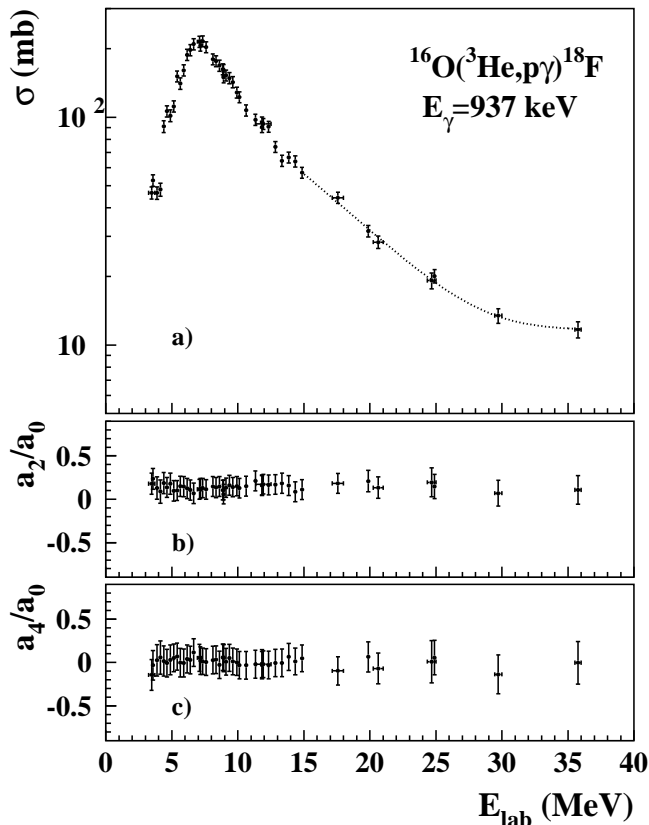 σ (mb)
¹⁶O(³He,pγ)¹⁸F
E_γ=937 keV
10²
10
a)
a₂/a₀
0.5
0
-0.5
b)
a₄/a₀
0.5
0
-0.5
c)
0 5 10 15 20 25 30 35 40
E_lab (MeV)